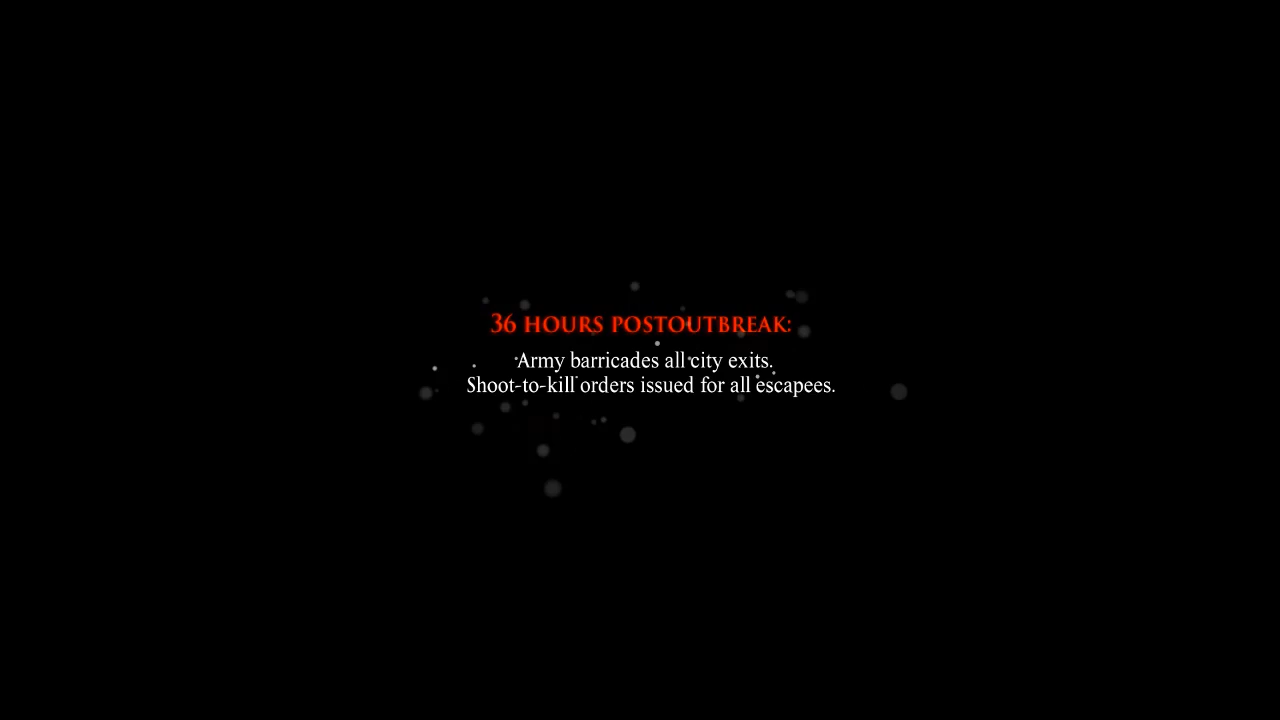 36 HOURS POSTOUTBREAK:
Army barricades all city exits.
Shoot-to-kill orders issued for all escapees.